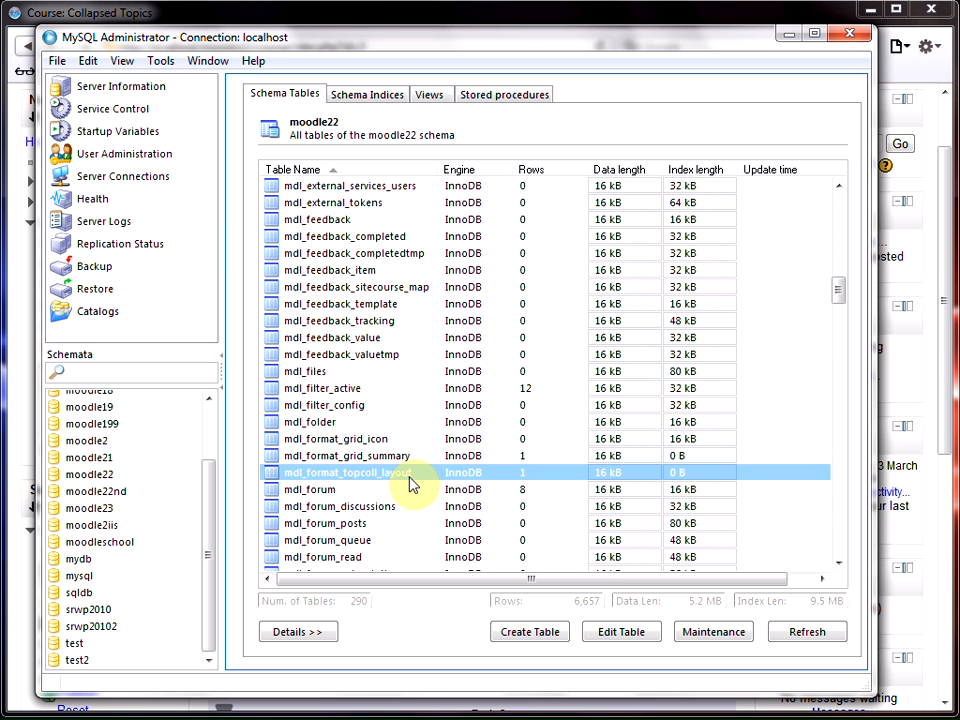 Course: Collapsed Topics
MySQL Administrator - Connection: localhost
File Edit View Tools Window Help
Server Information
Service Control
Startup Variables
User Administration
Server Connections
Health
Server Logs
Replication Status
Backup
Restore
Catalogs
Schemata
moodle18
moodle19
moodle199
moodle2
moodle21
moodle22
moodle22nd
moodle23
moodle2iis
moodleschool
mydb
mysql
sqldb
srwp2010
srwp20102
test
test2
Schema Tables Schema Indices Views Stored procedures
moodle22
All tables of the moodle22 schema
Table Name Engine Rows Data length Index length Update time
mdl_external_services_users InnoDB 0 16 kB 32 kB
mdl_external_tokens InnoDB 0 16 kB 64 kB
mdl_feedback InnoDB 0 16 kB 16 kB
mdl_feedback_completed InnoDB 0 16 kB 32 kB
mdl_feedback_completedtmp InnoDB 0 16 kB 32 kB
mdl_feedback_item InnoDB 0 16 kB 32 kB
mdl_feedback_sitecourse_map InnoDB 0 16 kB 32 kB
mdl_feedback_template InnoDB 0 16 kB 16 kB
mdl_feedback_tracking InnoDB 0 16 kB 48 kB
mdl_feedback_value InnoDB 0 16 kB 32 kB
mdl_feedback_valuetmp InnoDB 0 16 kB 32 kB
mdl_files InnoDB 0 16 kB 80 kB
mdl_filter_active InnoDB 12 16 kB 32 kB
mdl_filter_config InnoDB 0 16 kB 32 kB
mdl_folder InnoDB 0 16 kB 16 kB
mdl_format_grid_icon InnoDB 0 16 kB 16 kB
mdl_format_grid_summary InnoDB 1 16 kB 0 B
mdl_format_topcoll_layout InnoDB 1 16 kB 0 B
mdl_forum InnoDB 8 16 kB 16 kB
mdl_forum_discussions InnoDB 0 16 kB 32 kB
mdl_forum_posts InnoDB 0 16 kB 80 kB
mdl_forum_queue InnoDB 0 16 kB 48 kB
mdl_forum_read InnoDB 0 16 kB 48 kB
Num. of Tables: 290 Rows: 6,657 Data Len: 5.2 MB Index Len: 9.5 MB
Details >> Create Table Edit Table Maintenance Refresh
Go
3 March
ur last
No messages waiting
Messages
Reset